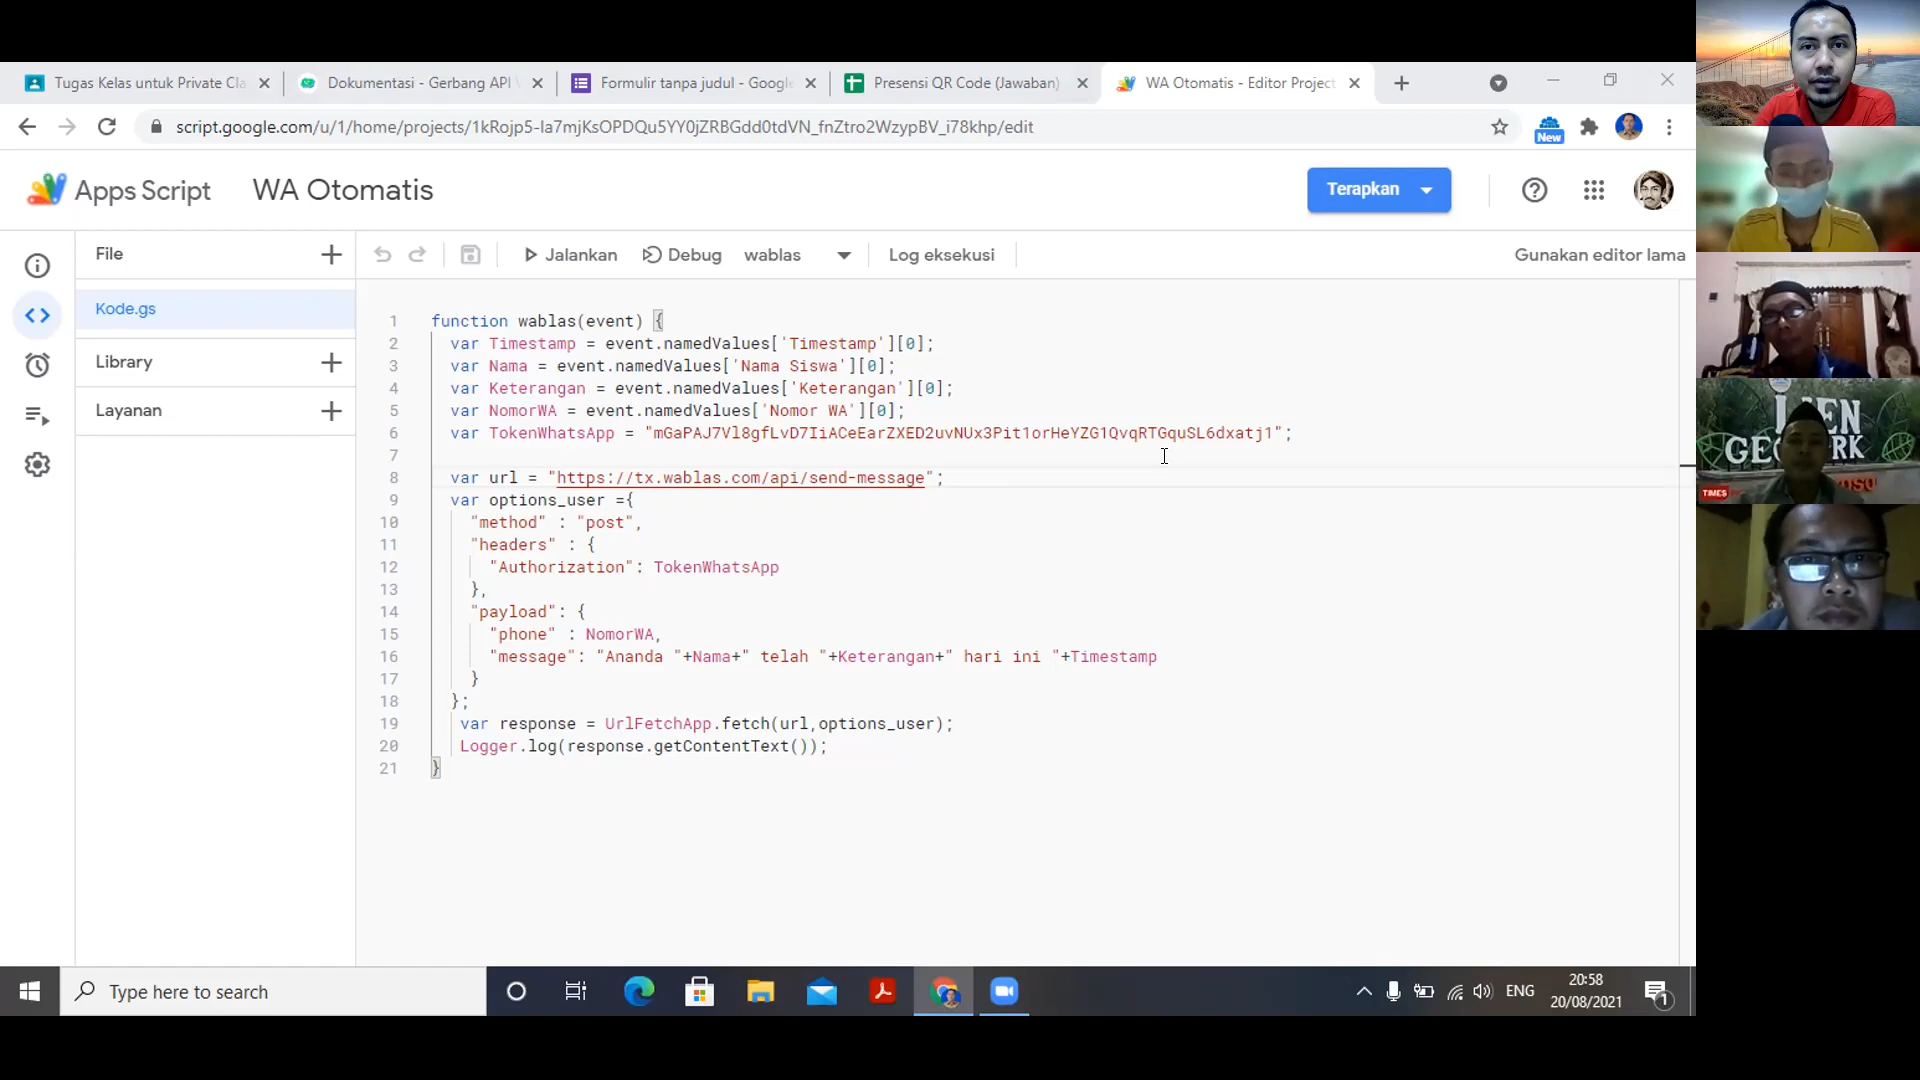 Tugas Kelas untuk Private Cla
Dokumentasi - Gerbang API
Formulir tanpa judul - Google
Presensi QR Code (Jawaban)
WA Otomatis - Editor Project
script.google.com/u/1/home/projects/1kRojp5-la7mjKsOPDQu5YY0jZRBGdd0tdVN_fnZtro2WzypBV_i78khp/edit
New
Apps Script
WA Otomatis
Terapkan
File
Jalankan
Debug
wablas
Log eksekusi
Gunakan editor lama
Kode.gs
Library
Layanan
1 function wablas(event) {
2 var Timestamp = event.namedValues['Timestamp'][0];
3 var Nama = event.namedValues['Nama Siswa'][0];
4 var Keterangan = event.namedValues['Keterangan'][0];
5 var NomorWA = event.namedValues['Nomor WA'][0];
6 var TokenWhatsApp = "mGaPAJ7Vl8gfLvD7IiACeEarZXED2uvNUx3Pit1orHeYZG1QvqRTGquSL6dxatj1";
7
8 var url = "https://tx.wablas.com/api/send-message";
9 var options_user ={
10 "method" : "post",
11 "headers" : {
12 "Authorization": TokenWhatsApp
13 },
14 "payload": {
15 "phone" : NomorWA,
16 "message": "Ananda "+Nama+" telah "+Keterangan+" hari ini "+Timestamp
17 }
18 };
19 var response = UrlFetchApp.fetch(url,options_user);
20 Logger.log(response.getContentText());
21 }
TIMES
Type here to search
ENG
20:58
20/08/2021
1